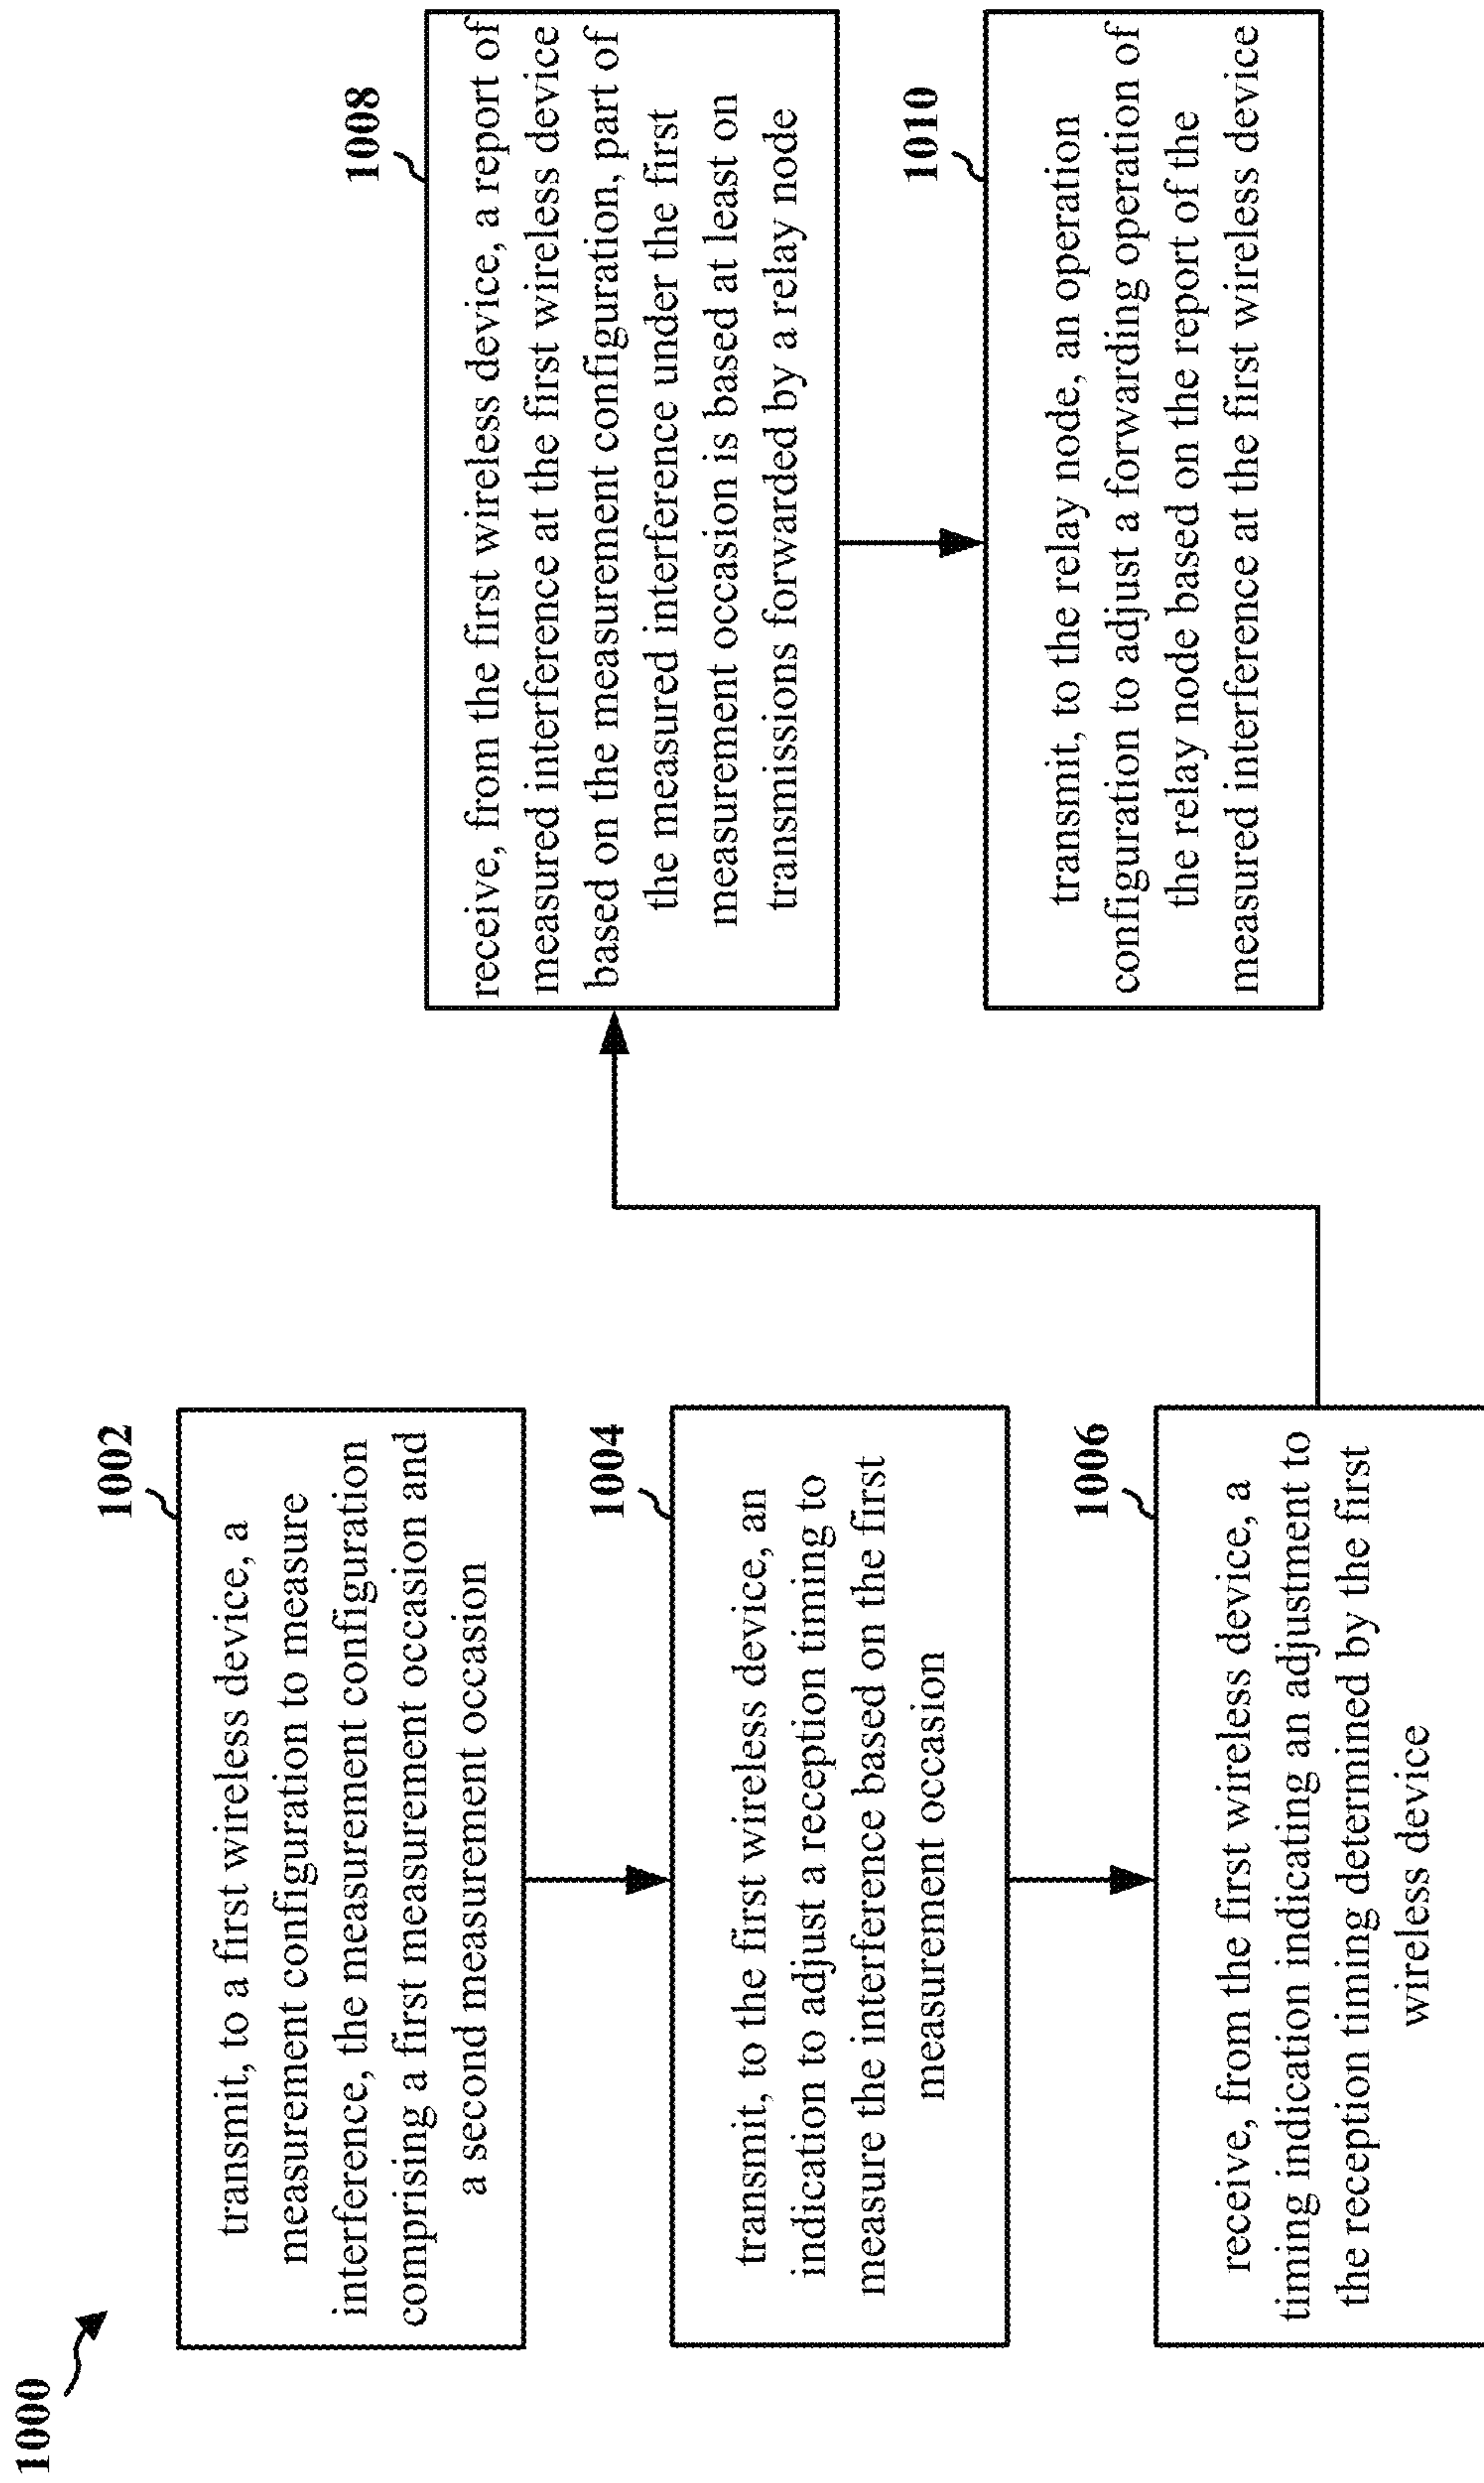 1000
1002
transmit, to a first wireless device, a
measurement configuration to measure
interference, the measurement configuration
comprising a first measurement occasion and
a second measurement occasion
1004
transmit, to the first wireless device, an
indication to adjust a reception timing to
measure the interference based on the first
measurement occasion
1006
receive, from the first wireless device, a
timing indication indicating an adjustment to
the reception timing determined by the first
wireless device
1008
receive, from the first wireless device, a report of
measured interference at the first wireless device
based on the measurement configuration, part of
the measured interference under the first
measurement occasion is based at least on
transmissions forwarded by a relay node
1010
transmit, to the relay node, an operation
configuration to adjust a forwarding operation of
the relay node based on the report of the
measured interference at the first wireless device